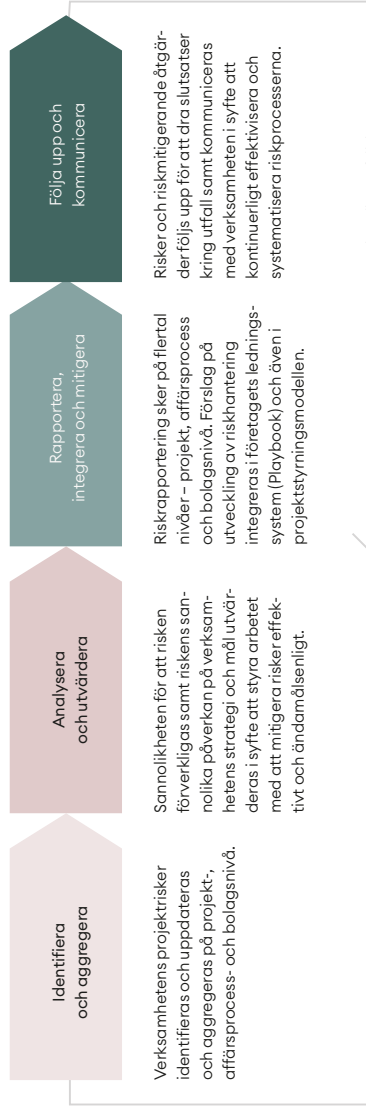 Identifiera
och aggregera
Verksamhetens projektrisker
identifieras och uppdateras
och aggregeras på projekt-,
affärsprocess- och bolagsnivå.
Analysera
och utvärdera
Sannolikheten för att risken
förverkligas samt riskens san-
nolika påverkan på verksam-
hetens strategi och mål utvär-
deras i syfte att styra arbetet
med att mitigera risker effek-
tivt och ändamålsenligt.
Rapportera,
integrera och mitigera
Riskrapportering sker på flertal
nivåer – projekt, affärsprocess
och bolagsnivå. Förslag på
utveckling av riskhantering
integreras i företagets lednings-
system (Playbook) och även i
projektstyrningsmodellen.
Följa upp och
kommunicera
Risker och riskmitigerande åtgär-
der följs upp för att dra slutsatser
kring utfall samt kommuniceras
med verksamheten i syfte att
kontinuerligt effektivisera och
systematisera riskprocesserna.